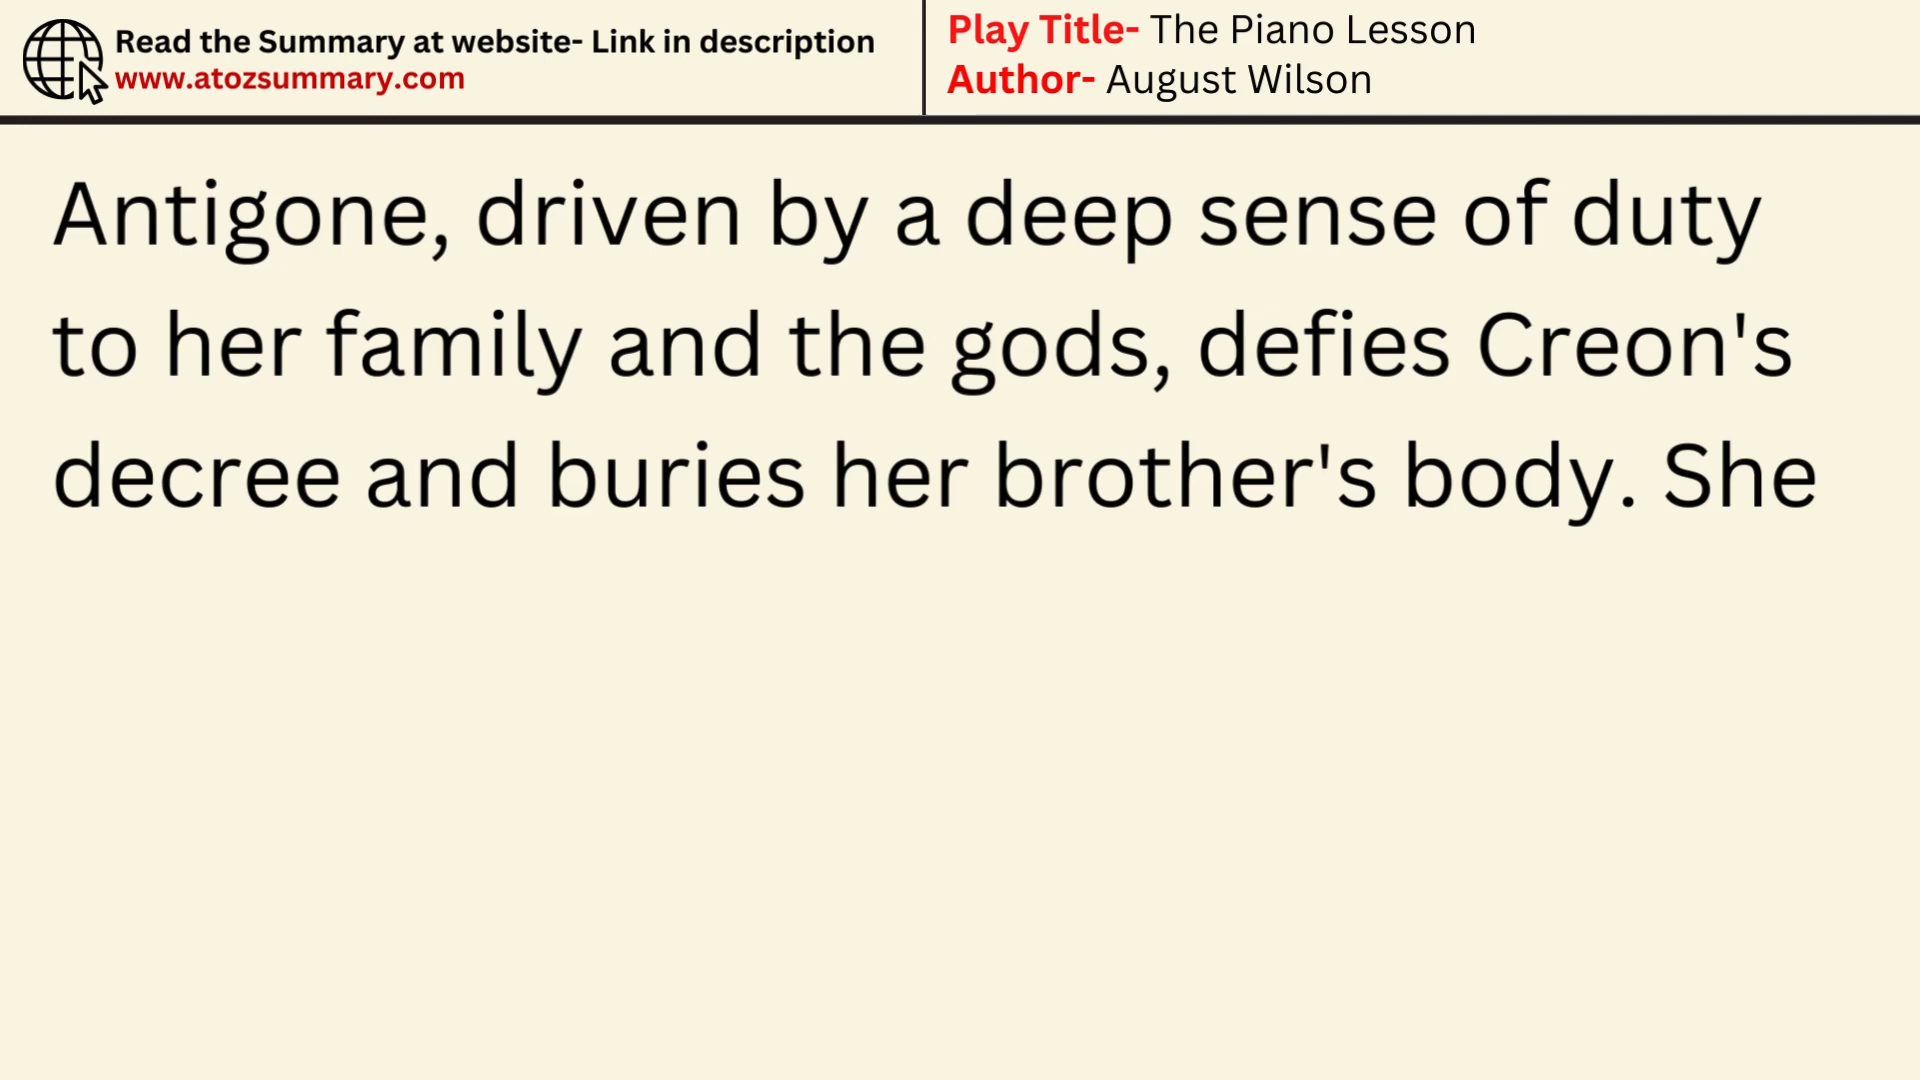 Read the Summary at website- Link in description
www.atozsummary.com
Play Title- The Piano Lesson
Author- August Wilson
Antigone, driven by a deep sense of duty
to her family and the gods, defies Creon's
decree and buries her brother's body. She